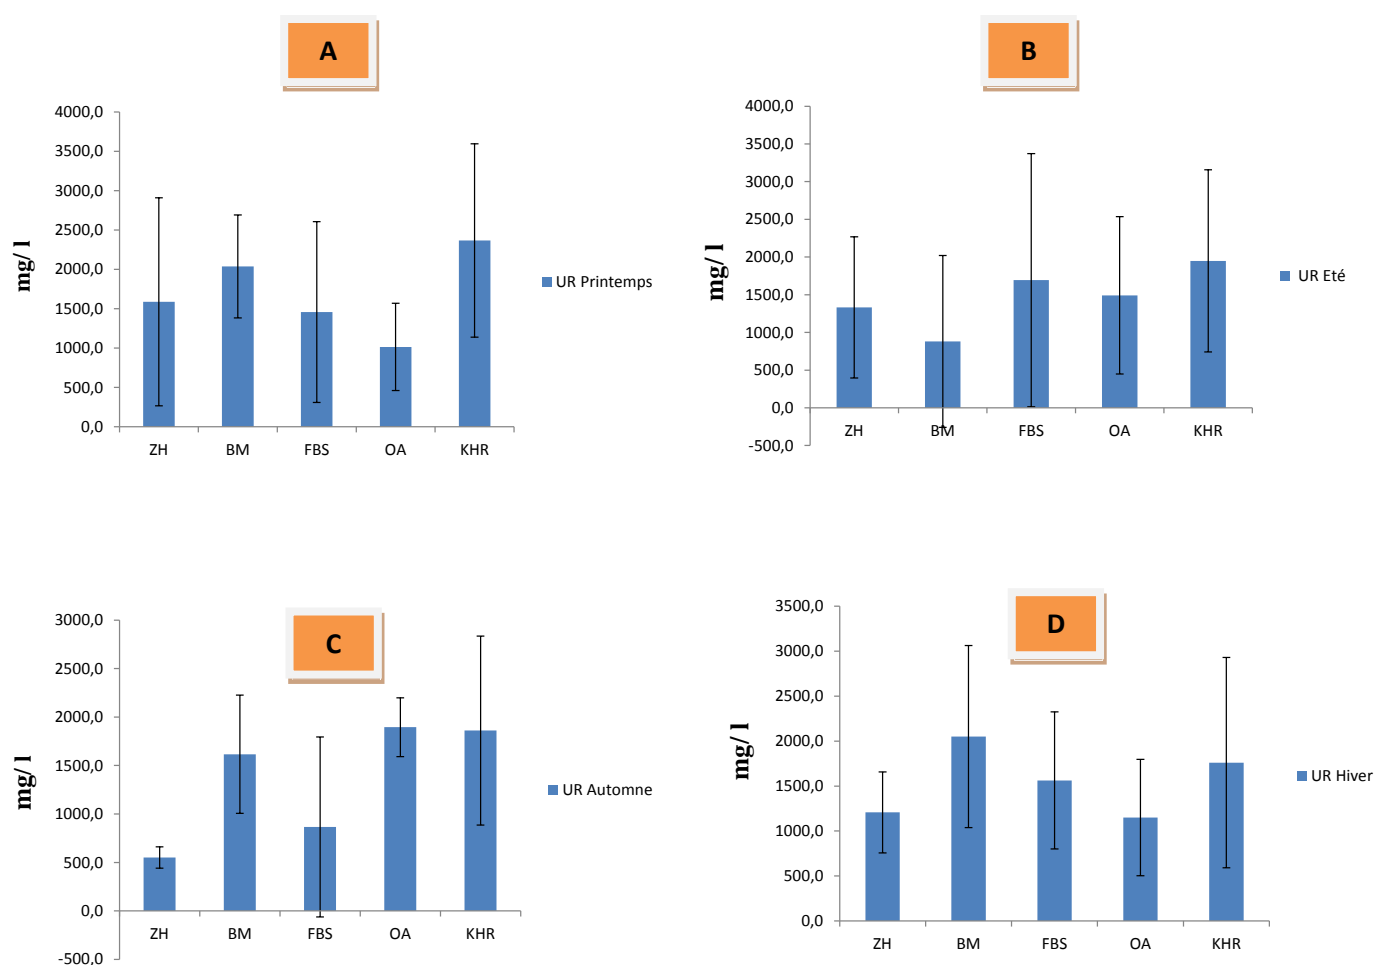 A
4000,0
3500,0
3000,0
2500,0
2000,0
1500,0
1000,0
500,0
0,0
mg/ l
ZH BM FBS OA KHR
UR Printemps
B
4000,0
3500,0
3000,0
2500,0
2000,0
1500,0
1000,0
500,0
0,0
-500,0
mg/ l
ZH BM FBS OA KHR
UR Eté
C
3000,0
2500,0
2000,0
1500,0
1000,0
500,0
0,0
-500,0
mg/ l
ZH BM FBS OA KHR
UR Automne
D
3500,0
3000,0
2500,0
2000,0
1500,0
1000,0
500,0
0,0
mg/ l
ZH BM FBS OA KHR
UR Hiver